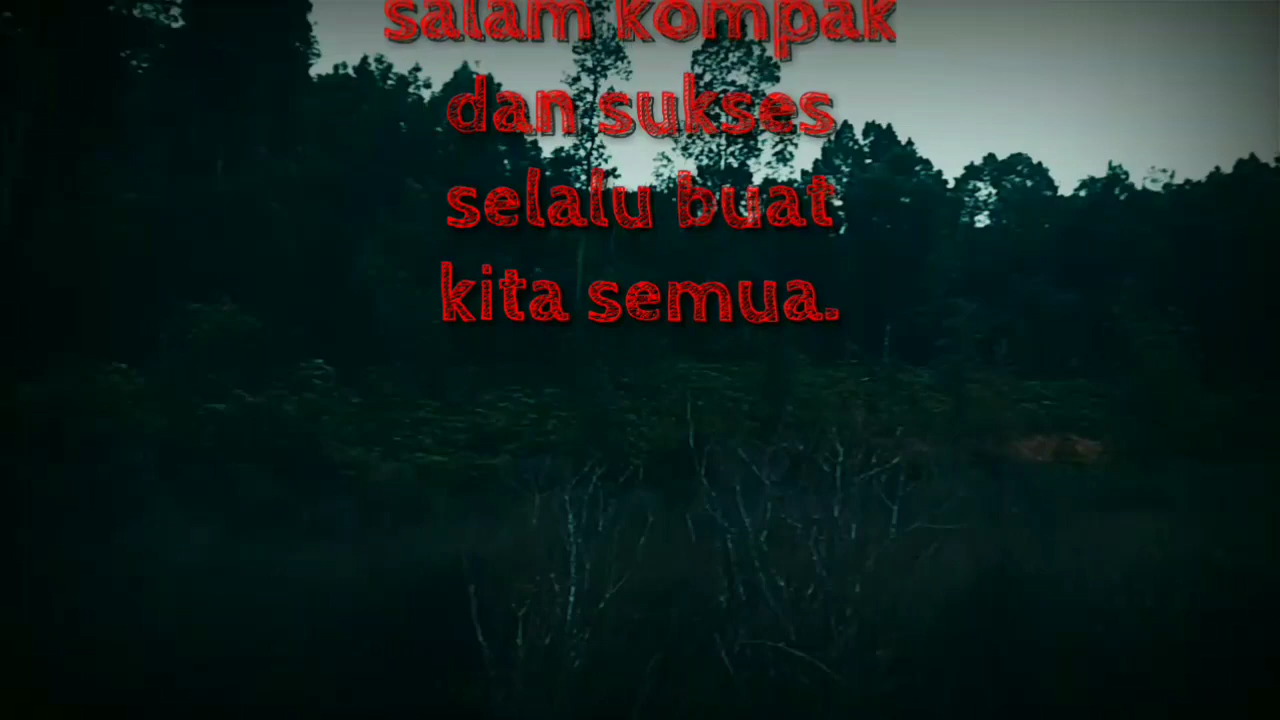 salam kompak
dan sukses
selalu buat
kita semua.